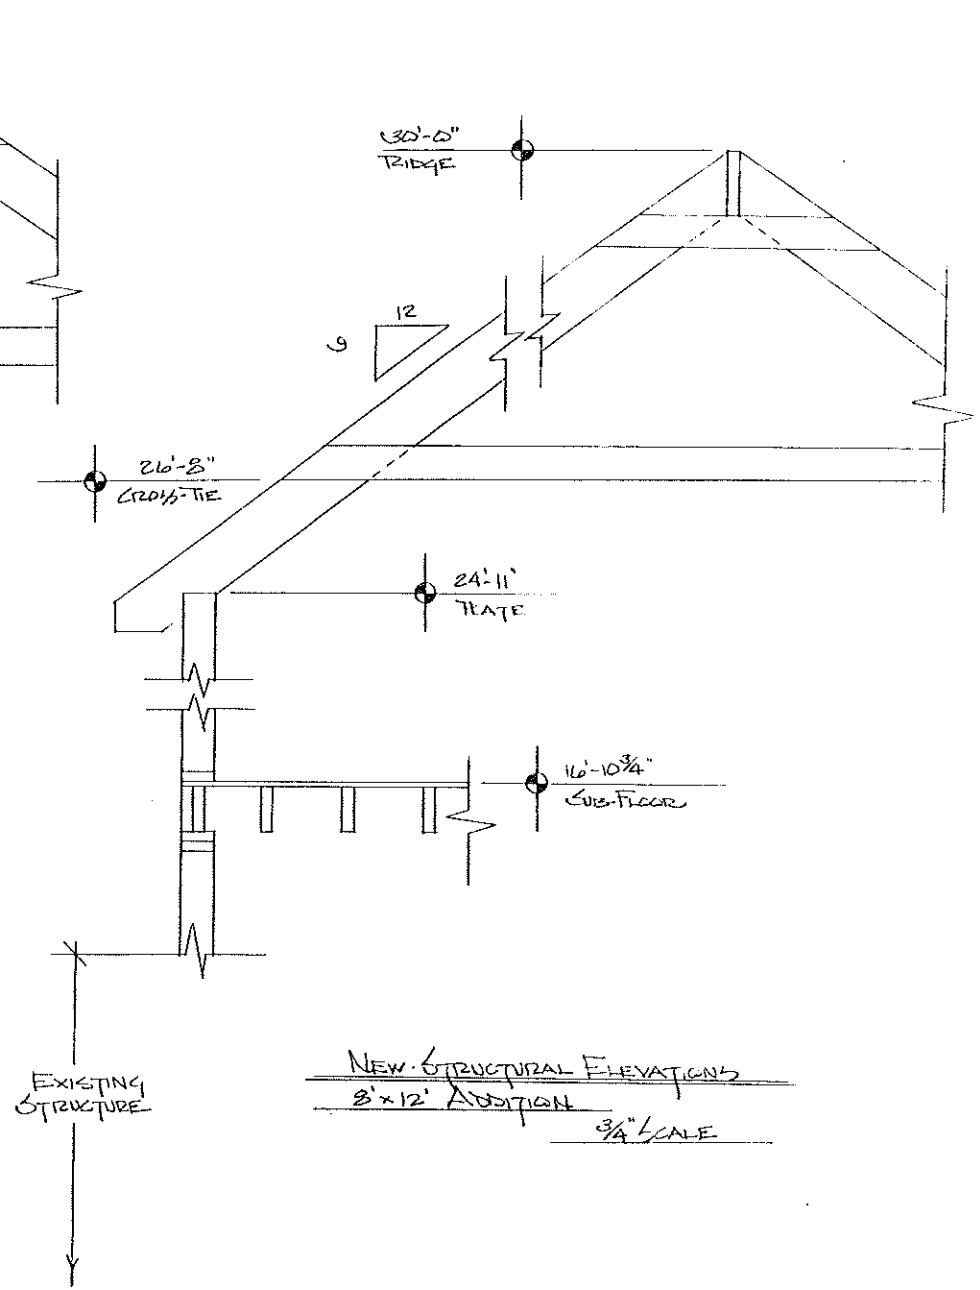 30'-0"
RIDGE
12
9
26'-8"
CROSS-TIE
24'-11"
PLATE
16'-10¾"
SUB-FLOOR
EXISTING
STRUCTURE
NEW STRUCTURAL ELEVATIONS
8'x12' ADDITION
3/4" SCALE